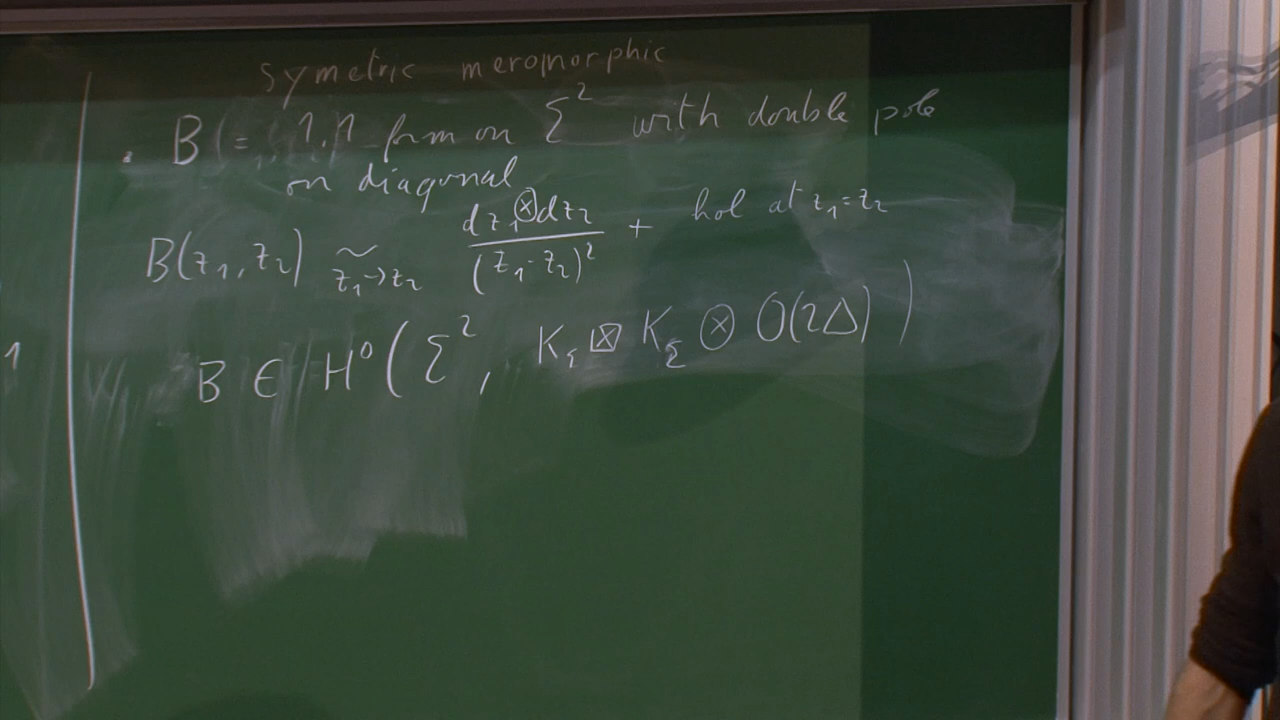 symetric meromorphic
. B = 1,1 form on Σ² with double pole
on diagonal
B(z₁, z₂) ~ z₁→z₂ dz₁⊗dz₂ / (z₁-z₂)² + hol at z₁=z₂
B ∈ H⁰(Σ², K_Σ ⊠ K_Σ ⊗ O(2Δ))
1